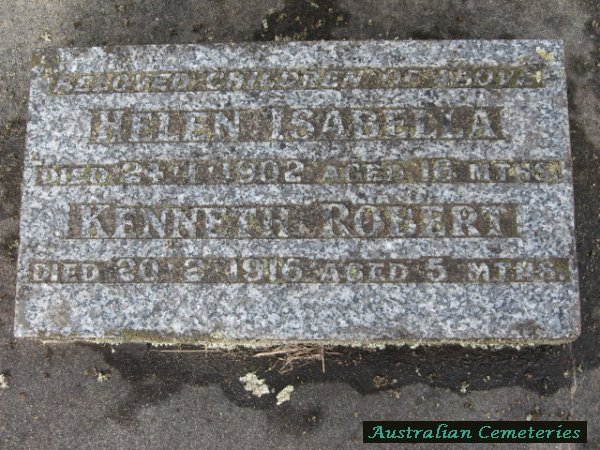 BELOVED CHILDREN OF ABOVE
HELEN ISABELLA
DIED 1902 AGED MTHS.
KENNETH ROBERT
DIED 20. 2. 1916 AGED 5 MTHS.
Australian Cemeteries